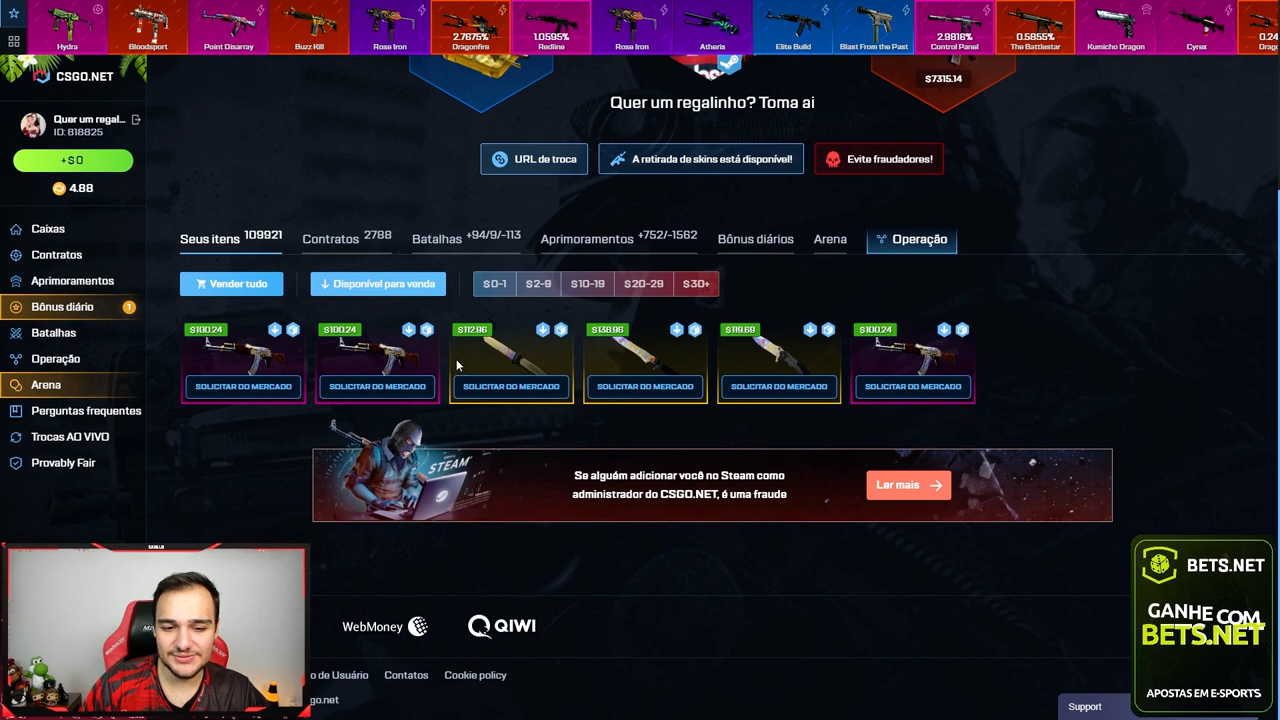 Hydra
Bloodsport
Point Disarray
Buzz Kill
Rose Iron
2.7675%
Dragonfire
1.0595%
Redline
Rose Iron
Atheris
Elite Build
Blast From the Past
2.9816%
Control Panel
0.5855%
The Battlestar
Kumicho Dragon
Cyrex
0.24
Drago
CSGO.NET
$7315.14
Quer um regalinho? Toma ai
Quer um regal...
ID: 818825
+$0
4.88
URL de troca
A retirada de skins está disponível!
Evite fraudadores!
Caixas
Contratos
Aprimoramentos
Bônus diário 1
Batalhas
Operação
Arena
Perguntas frequentes
Trocas AO VIVO
Provably Fair
Seus itens 109921
Contratos 2788
Batalhas +94/9/-113
Aprimoramentos +752/-1562
Bônus diários
Arena
Operação
Vender tudo
Disponível para venda
$0-1
$2-9
$10-19
$20-29
$30+
$100.24
SOLICITAR DO MERCADO
$100.24
SOLICITAR DO MERCADO
$112.96
SOLICITAR DO MERCADO
$138.96
SOLICITAR DO MERCADO
$119.69
SOLICITAR DO MERCADO
$100.24
SOLICITAR DO MERCADO
STEAM
Se alguém adicionar você no Steam como
administrador do CSGO.NET, é uma fraude
Ler mais
WebMoney
QIWI
o de Usuário
Contatos
Cookie policy
go.net
BETS.NET
GANHE COM
BETS.NET
APOSTAS EM E-SPORTS
Support